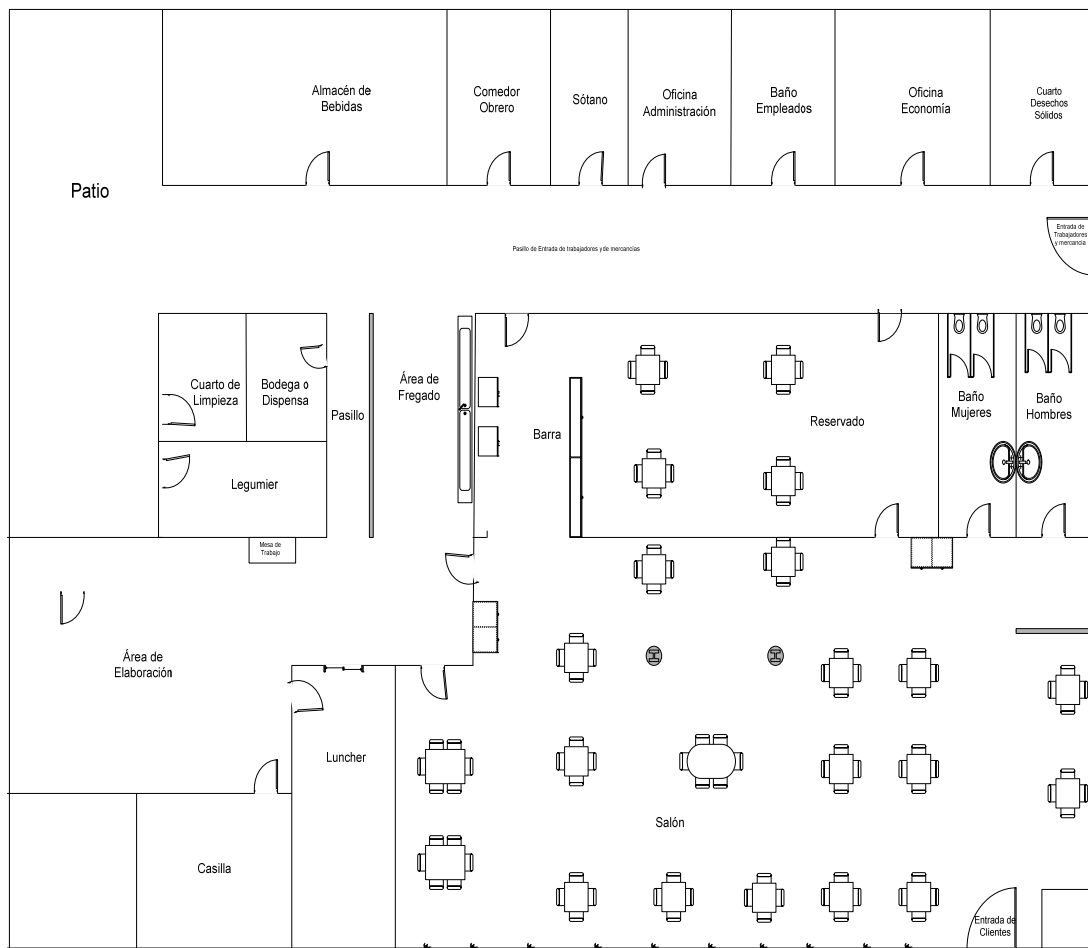 Almacén de
Bebidas
Comedor
Obrero
Sótano
Oficina
Administración
Baño
Empleados
Oficina
Economía
Cuarto
Desechos
Sólidos
Patio
Pasillo de Entrada de trabajadores y de mercancias
Entrada de
Trabajadores
y mercancia
Cuarto de
Limpieza
Bodega o
Dispensa
Pasillo
Área de
Fregado
Barra
Reservado
Baño
Mujeres
Baño
Hombres
Legumier
Mesa de
Trabajo
Área de
Elaboración
Luncher
Salón
Casilla
Entrada de
Clientes